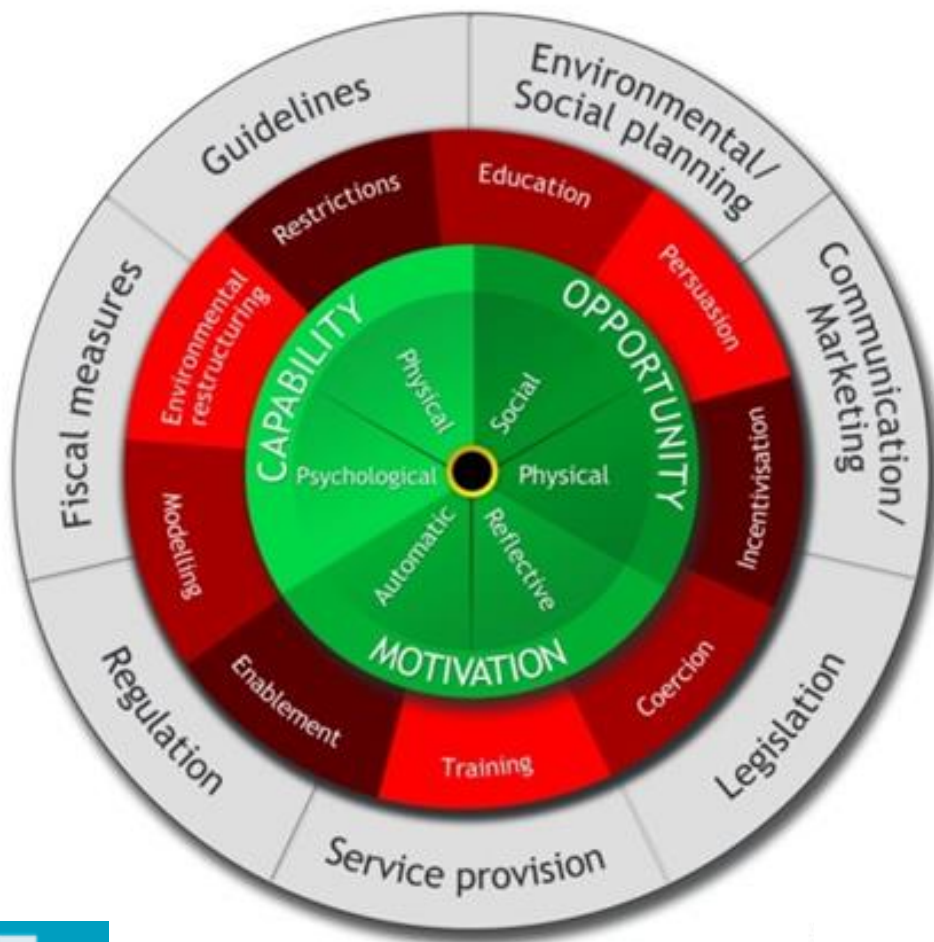 Guidelines
Environmental/
Social planning
Communication/
Marketing
Legislation
Service provision
Regulation
Fiscal measures
Restrictions
Education
Persuasion
Incentivisation
Coercion
Training
Enablement
Modelling
Environmental
restructuring
CAPABILITY
OPPORTUNITY
MOTIVATION
Physical
Social
Physical
Reflective
Automatic
Psychological